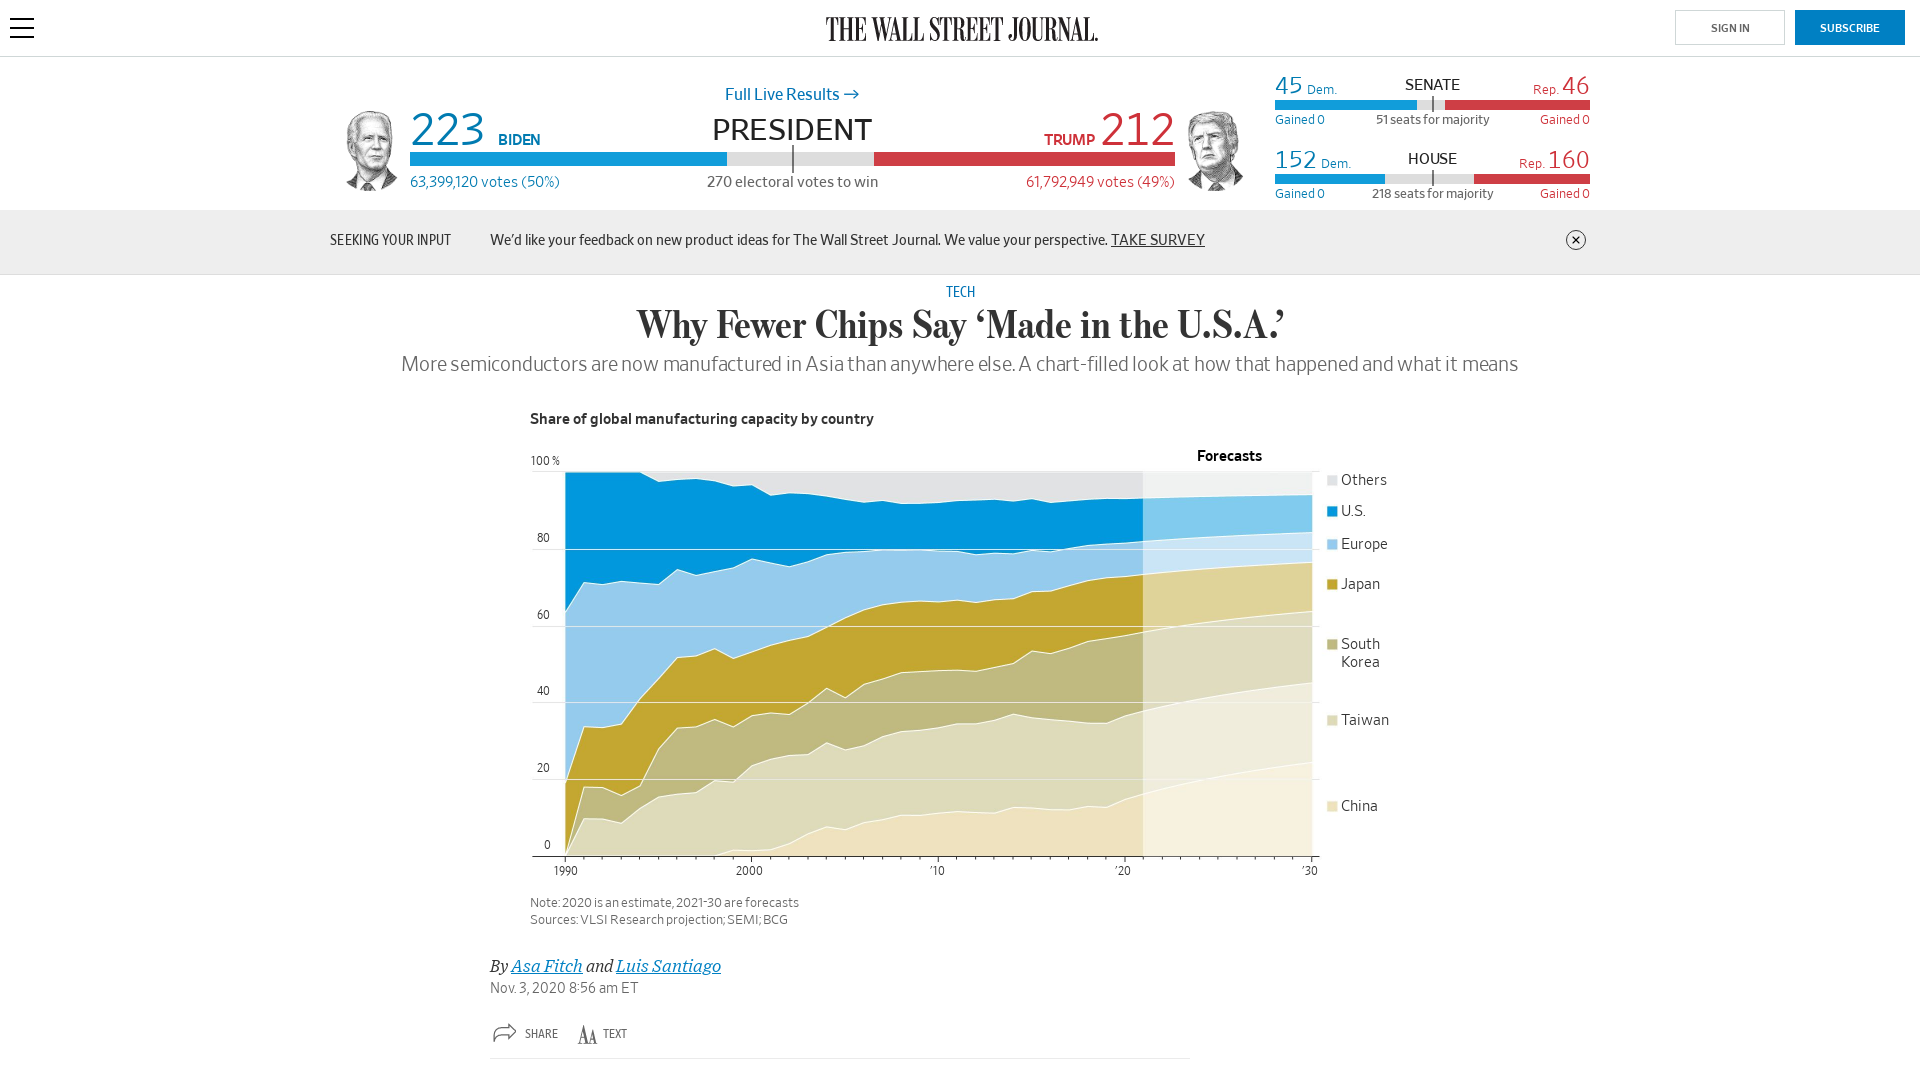 THE WALL STREET JOURNAL.
SIGN IN
SUBSCRIBE
Full Live Results →
223 BIDEN
PRESIDENT
TRUMP 212
63,399,120 votes (50%)
270 electoral votes to win
61,792,949 votes (49%)
45 Dem.
SENATE
Rep. 46
Gained 0
51 seats for majority
Gained 0
152 Dem.
HOUSE
Rep. 160
Gained 0
218 seats for majority
Gained 0
SEEKING YOUR INPUT
We’d like your feedback on new product ideas for The Wall Street Journal. We value your perspective. TAKE SURVEY
TECH
Why Fewer Chips Say ‘Made in the U.S.A.’
More semiconductors are now manufactured in Asia than anywhere else. A chart-filled look at how that happened and what it means
Share of global manufacturing capacity by country
Forecasts
100 %
80
60
40
20
0
1990
2000
’10
’20
’30
Others
U.S.
Europe
Japan
South
Korea
Taiwan
China
Note: 2020 is an estimate, 2021-30 are forecasts
Sources: VLSI Research projection; SEMI; BCG
By Asa Fitch and Luis Santiago
Nov. 3, 2020 8:56 am ET
SHARE
AA TEXT